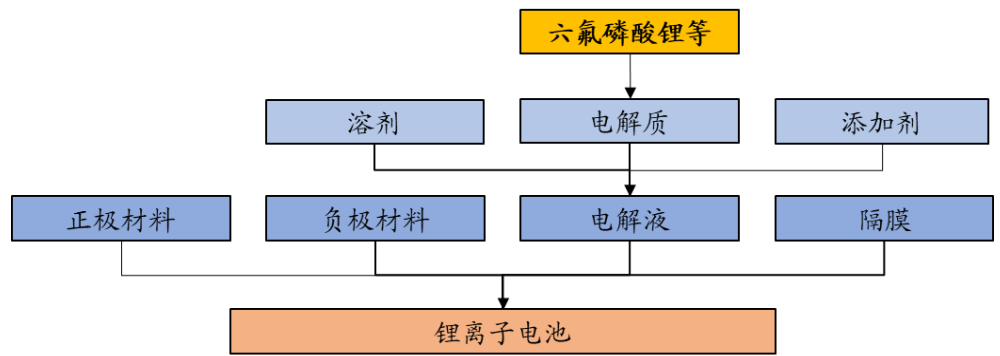 六氟磷酸锂等
溶剂
电解质
添加剂
正极材料
负极材料
电解液
隔膜
锂离子电池